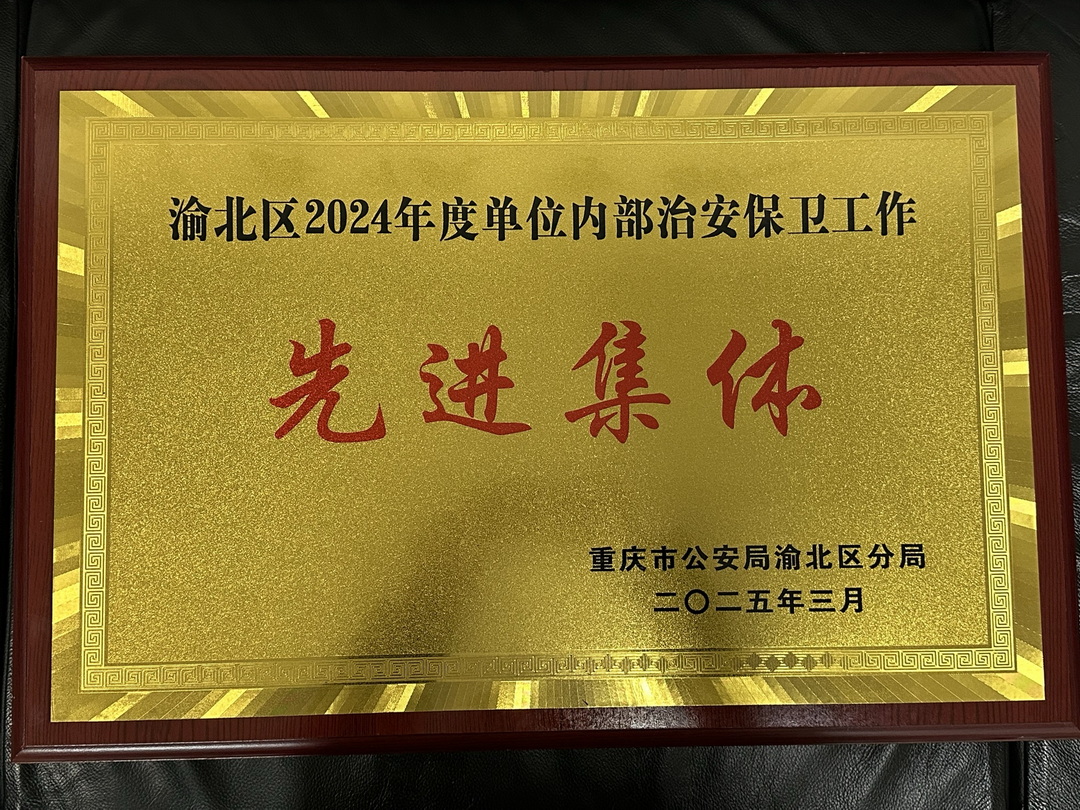 渝北区2024年度单位内部治安保卫工作
先进集体
重庆市公安局渝北区分局
二〇二五年三月